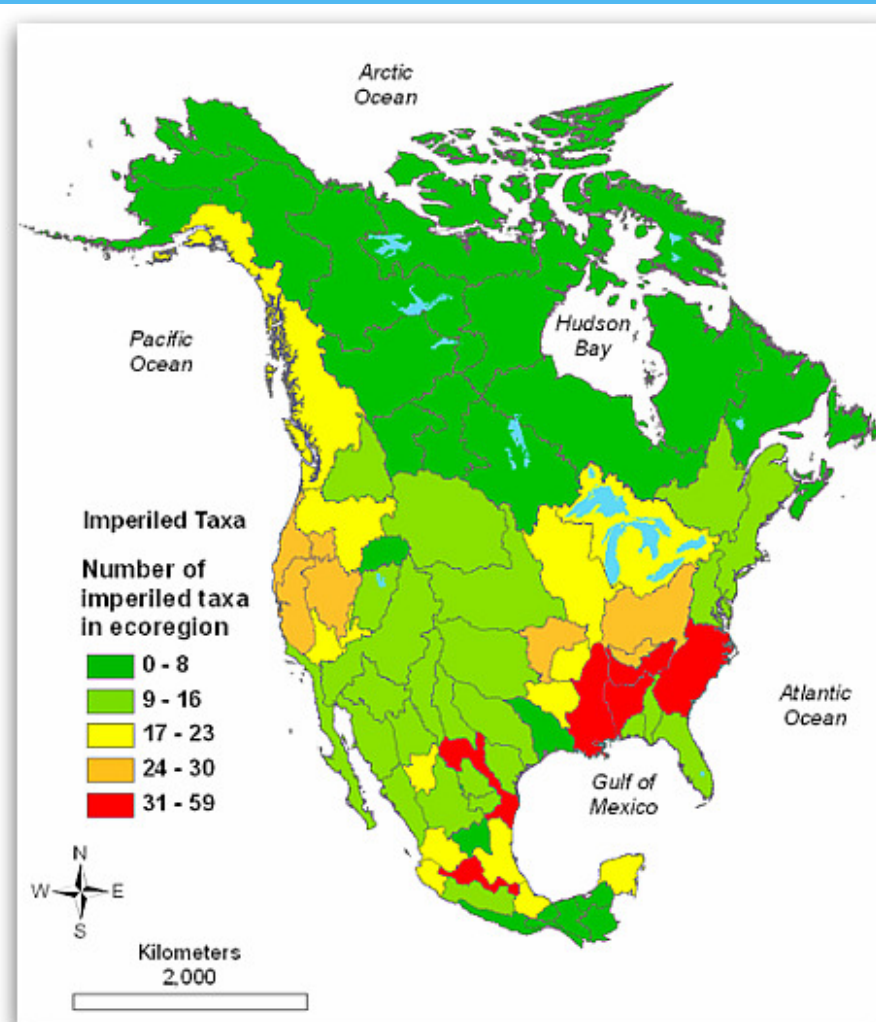 Arctic
Ocean
Hudson
Bay
Pacific
Ocean
Imperiled Taxa
Number of
imperiled taxa
in ecoregion
0 - 8
9 - 16
17 - 23
24 - 30
31 - 59
Atlantic
Ocean
Gulf of
Mexico
N
W
E
S
Kilometers
2,000